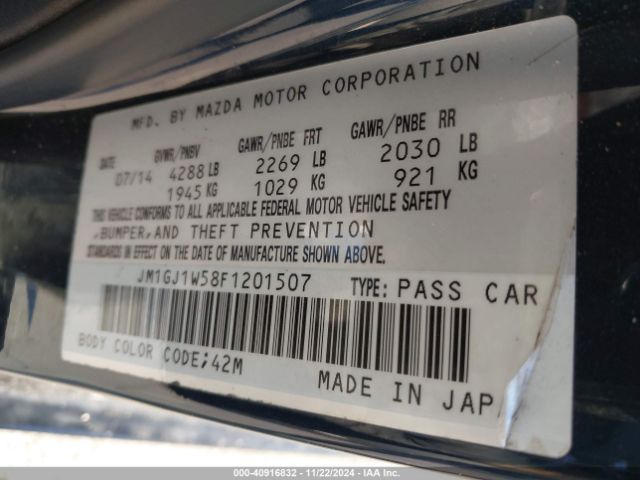 MFD. BY MAZDA MOTOR CORPORATION
DATE GVWR/PNBV GAWR/PNBE FRT GAWR/PNBE RR
07/14 4288 LB 2269 LB 2030 LB
1945 KG 1029 KG 921 KG
THIS VEHICLE CONFORMS TO ALL APPLICABLE FEDERAL MOTOR VEHICLE SAFETY
,BUMPER,AND THEFT PREVENTION
STANDARDS IN EFFECT ON THE DATE OF MANUFACTURE SHOWN ABOVE.
JM1GJ1W58F1201507 TYPE: PASS CAR
BODY COLOR CODE;42M
MADE IN JAP
000-40916832 - 11/22/2024 - IAAI.COM